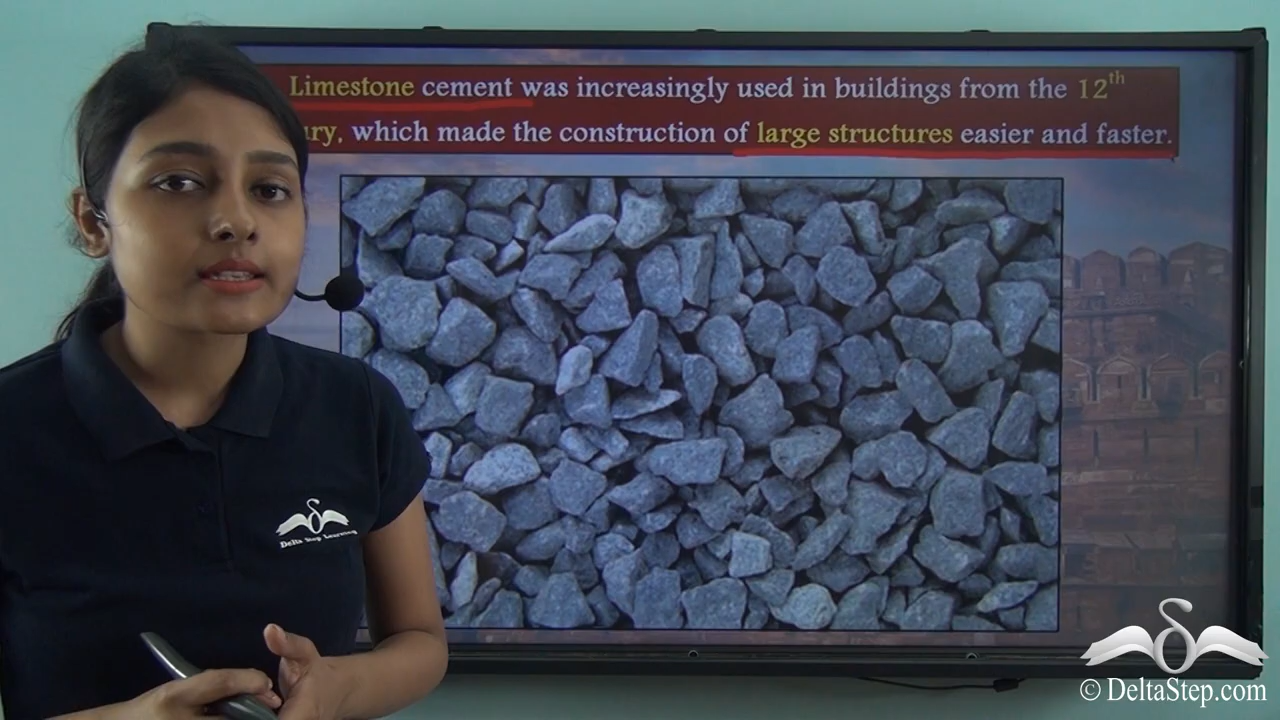 Limestone cement was increasingly used in buildings from the 12th
ury, which made the construction of large structures easier and faster.
Delta Step Learning
© DeltaStep.com